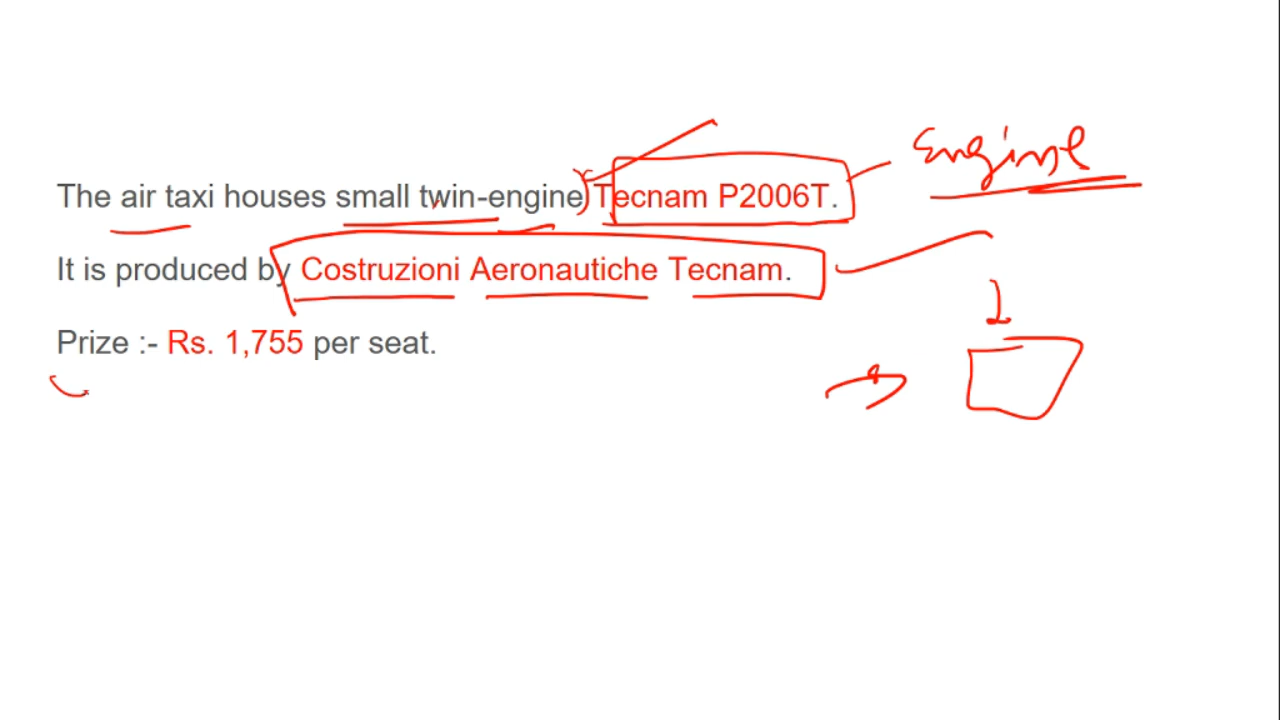 Engine
The air taxi houses small twin-engine Tecnam P2006T.
It is produced by Costruzioni Aeronautiche Tecnam.
Prize :- Rs. 1,755 per seat.